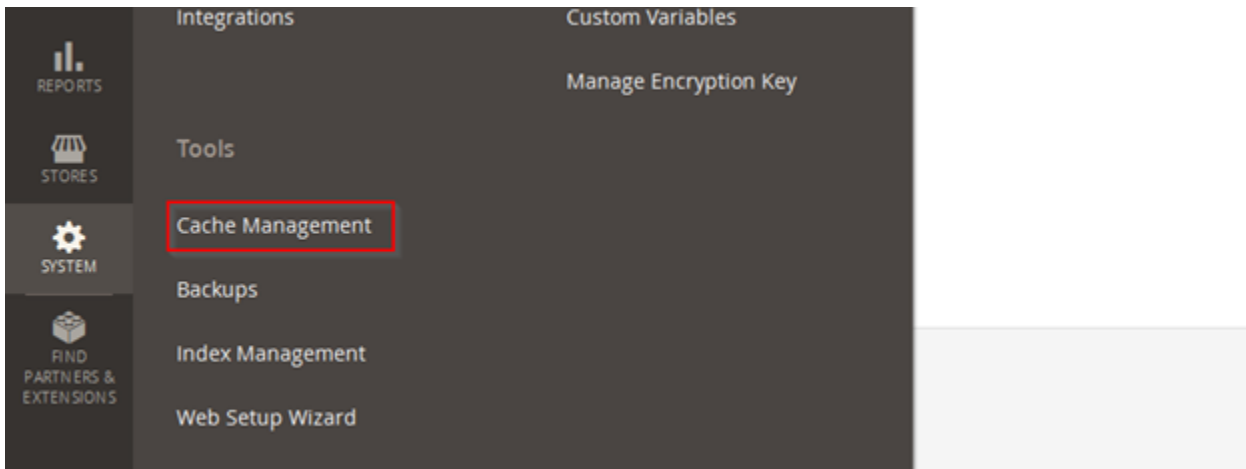 Integrations
Custom Variables
REPORTS
Manage Encryption Key
STORES
Tools
SYSTEM
Cache Management
Backups
FIND
PARTNERS &
EXTENSIONS
Index Management
Web Setup Wizard